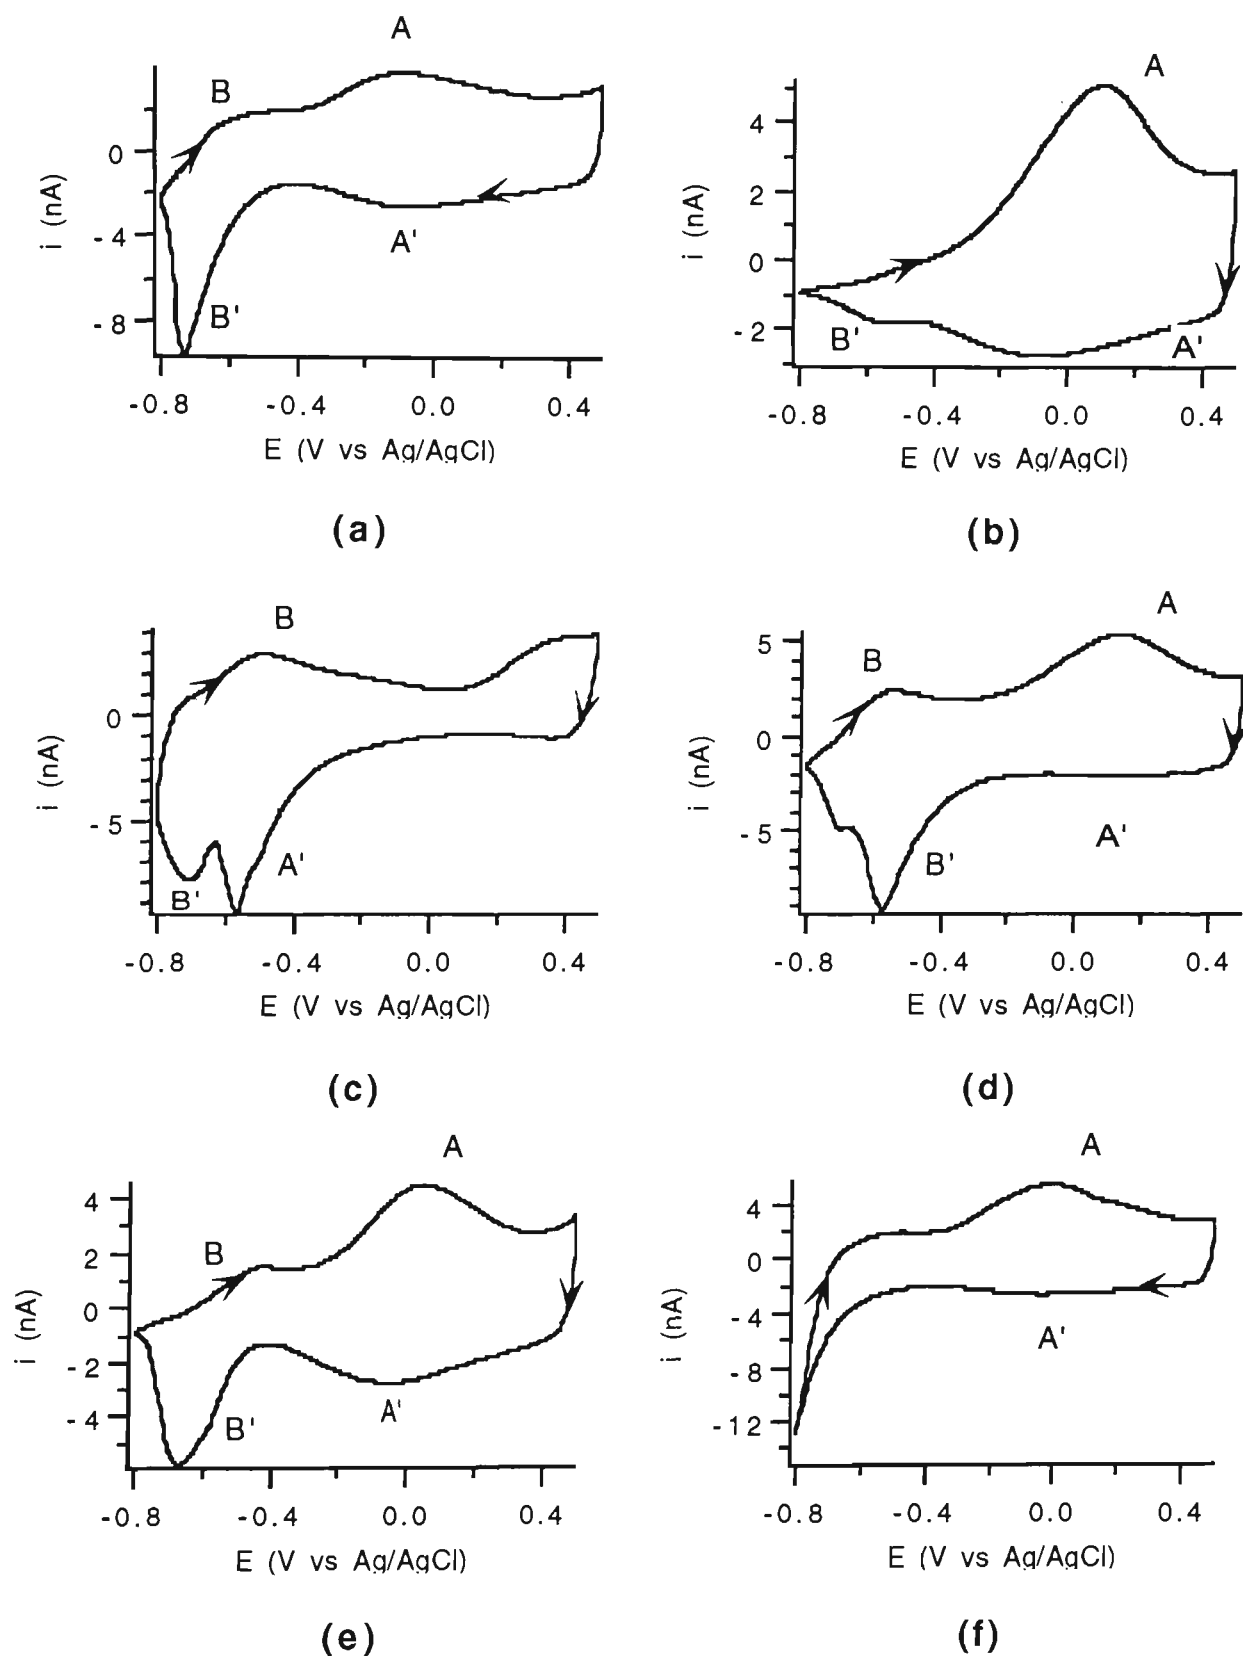 A
B
0
-4
-8
i (nA)
A'
B'
-0.8 -0.4 0.0 0.4
E (V vs Ag/AgCl)
(a)
A
4
2
0
-2
i (nA)
B'
A'
-0.8 -0.4 0.0 0.4
E (V vs Ag/AgCl)
(b)
B
0
-5
i (nA)
A'
B'
-0.8 -0.4 0.0 0.4
E (V vs Ag/AgCl)
(c)
A
B
5
0
-5
i (nA)
A'
B'
-0.8 -0.4 0.0 0.4
E (V vs Ag/AgCl)
(d)
A
B
4
2
0
-2
-4
i (nA)
A'
B'
-0.8 -0.4 0.0 0.4
E (V vs Ag/AgCl)
(e)
A
4
0
-4
-8
-12
i (nA)
A'
-0.8 -0.4 0.0 0.4
E (V vs Ag/AgCl)
(f)